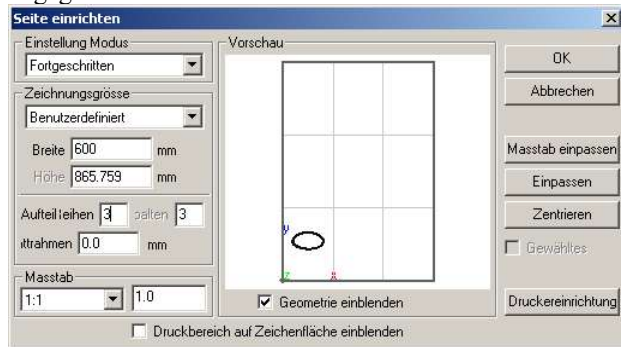 Seite einrichten
Einstellung Modus
Fortgeschritten
Zeichnungsgrösse
Benutzerdefiniert
Breite 600 mm
Höhe 865.759 mm
Aufteil leihen 3 palten 3
ittrahmen 0.0 mm
Masstab
1:1 1.0
Vorschau
y
z x
Geometrie einblenden
Druckbereich auf Zeichenfläche einblenden
OK
Abbrechen
Masstab einpassen
Einpassen
Zentrieren
Gewähltes
Druckereinrichtung